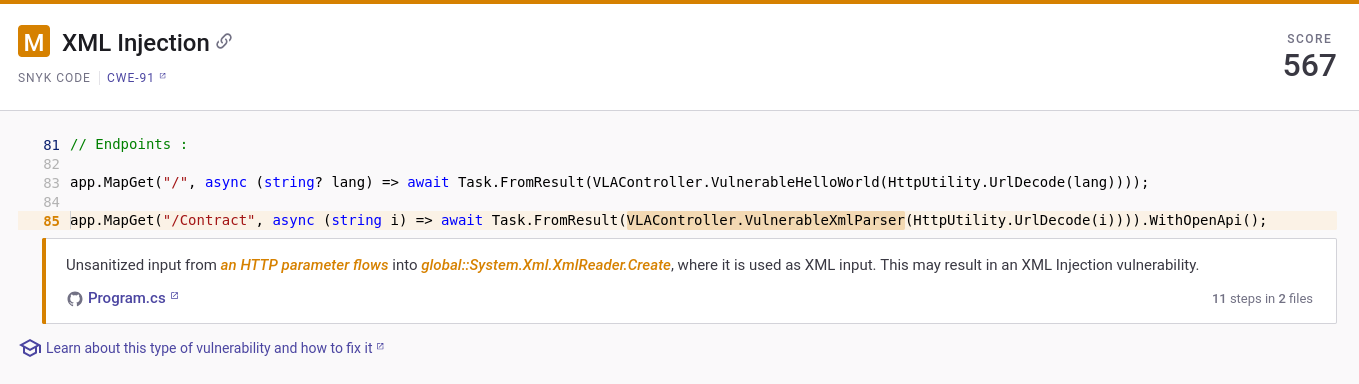 M XML Injection
SCORE
567
SNYK CODE | CWE-91
81 // Endpoints :
82
83 app.MapGet("/", async (string? lang) => await Task.FromResult(VLAController.VulnerableHelloWorld(HttpUtility.UrlDecode(lang))));
84
85 app.MapGet("/Contract", async (string i) => await Task.FromResult(VLAController.VulnerableXmlParser(HttpUtility.UrlDecode(i)))).WithOpenApi();
Unsanitized input from an HTTP parameter flows into global::System.Xml.XmlReader.Create, where it is used as XML input. This may result in an XML Injection vulnerability.
Program.cs
11 steps in 2 files
Learn about this type of vulnerability and how to fix it